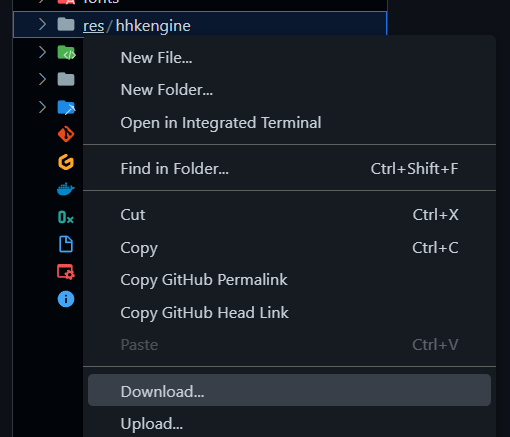 fonts
res / hhkengine
New File...
New Folder...
Open in Integrated Terminal
Find in Folder... Ctrl+Shift+F
Cut Ctrl+X
Copy Ctrl+C
Copy GitHub Permalink
Copy GitHub Head Link
Paste Ctrl+V
Download...
Upload...